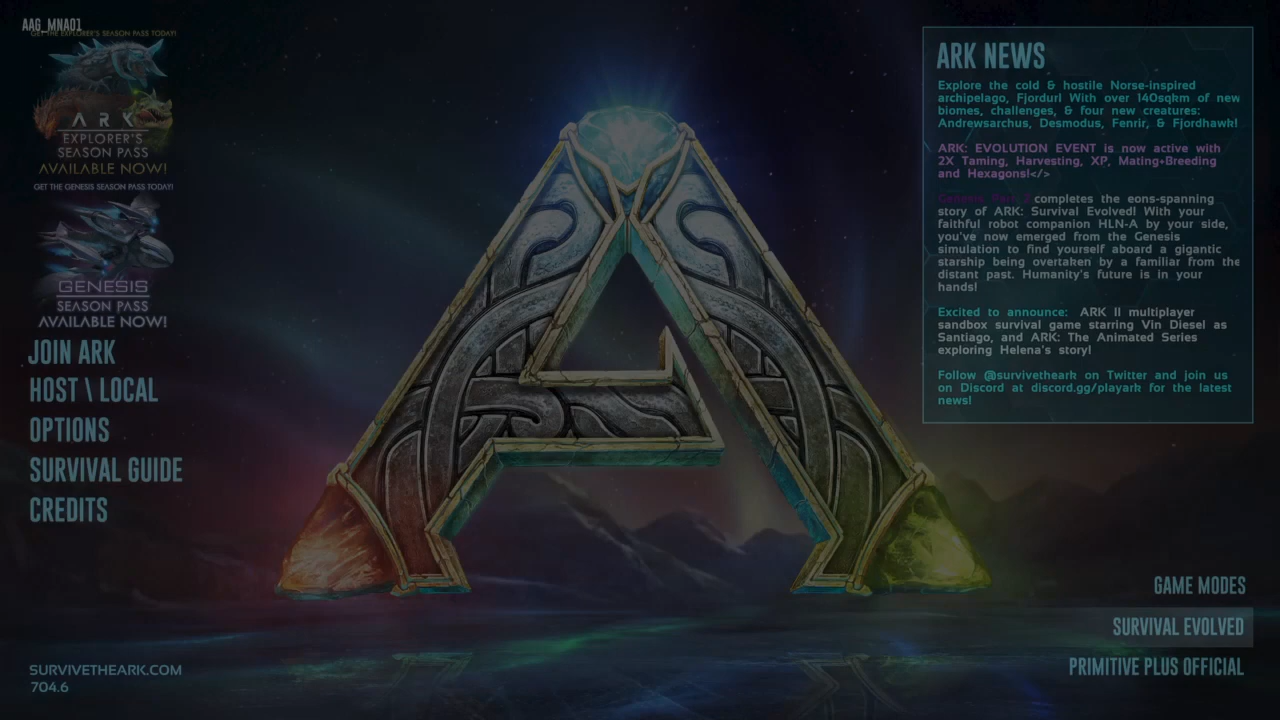 AAG_MNA01
GET THE EXPLORER'S SEASON PASS TODAY!
ARK
EXPLORER'S
SEASON PASS
AVAILABLE NOW!
GET THE GENESIS SEASON PASS TODAY!
GENESIS
SEASON PASS
AVAILABLE NOW!
JOIN ARK
HOST \ LOCAL
OPTIONS
SURVIVAL GUIDE
CREDITS
SURVIVETHEARK.COM
704.6
ARK NEWS
Explore the cold & hostile Norse-inspired
archipelago, Fjordur! With over 140sqkm of new
biomes, challenges, & four new creatures:
Andrewsarchus, Desmodus, Fenrir, & Fjordhawk!
ARK: EVOLUTION EVENT is now active with
2X Taming, Harvesting, XP, Mating+Breeding
and Hexagons!</>
Genesis Part 2 completes the eons-spanning
story of ARK: Survival Evolved! With your
faithful robot companion HLN-A by your side,
you've now emerged from the Genesis
simulation to find yourself aboard a gigantic
starship being overtaken by a familiar from the
distant past. Humanity's future is in your
hands!
Excited to announce: ARK II multiplayer
sandbox survival game starring Vin Diesel as
Santiago, and ARK: The Animated Series
exploring Helena's story!
Follow @survivetheark on Twitter and join us
on Discord at discord.gg/playark for the latest
news!
GAME MODES
SURVIVAL EVOLVED
PRIMITIVE PLUS OFFICIAL